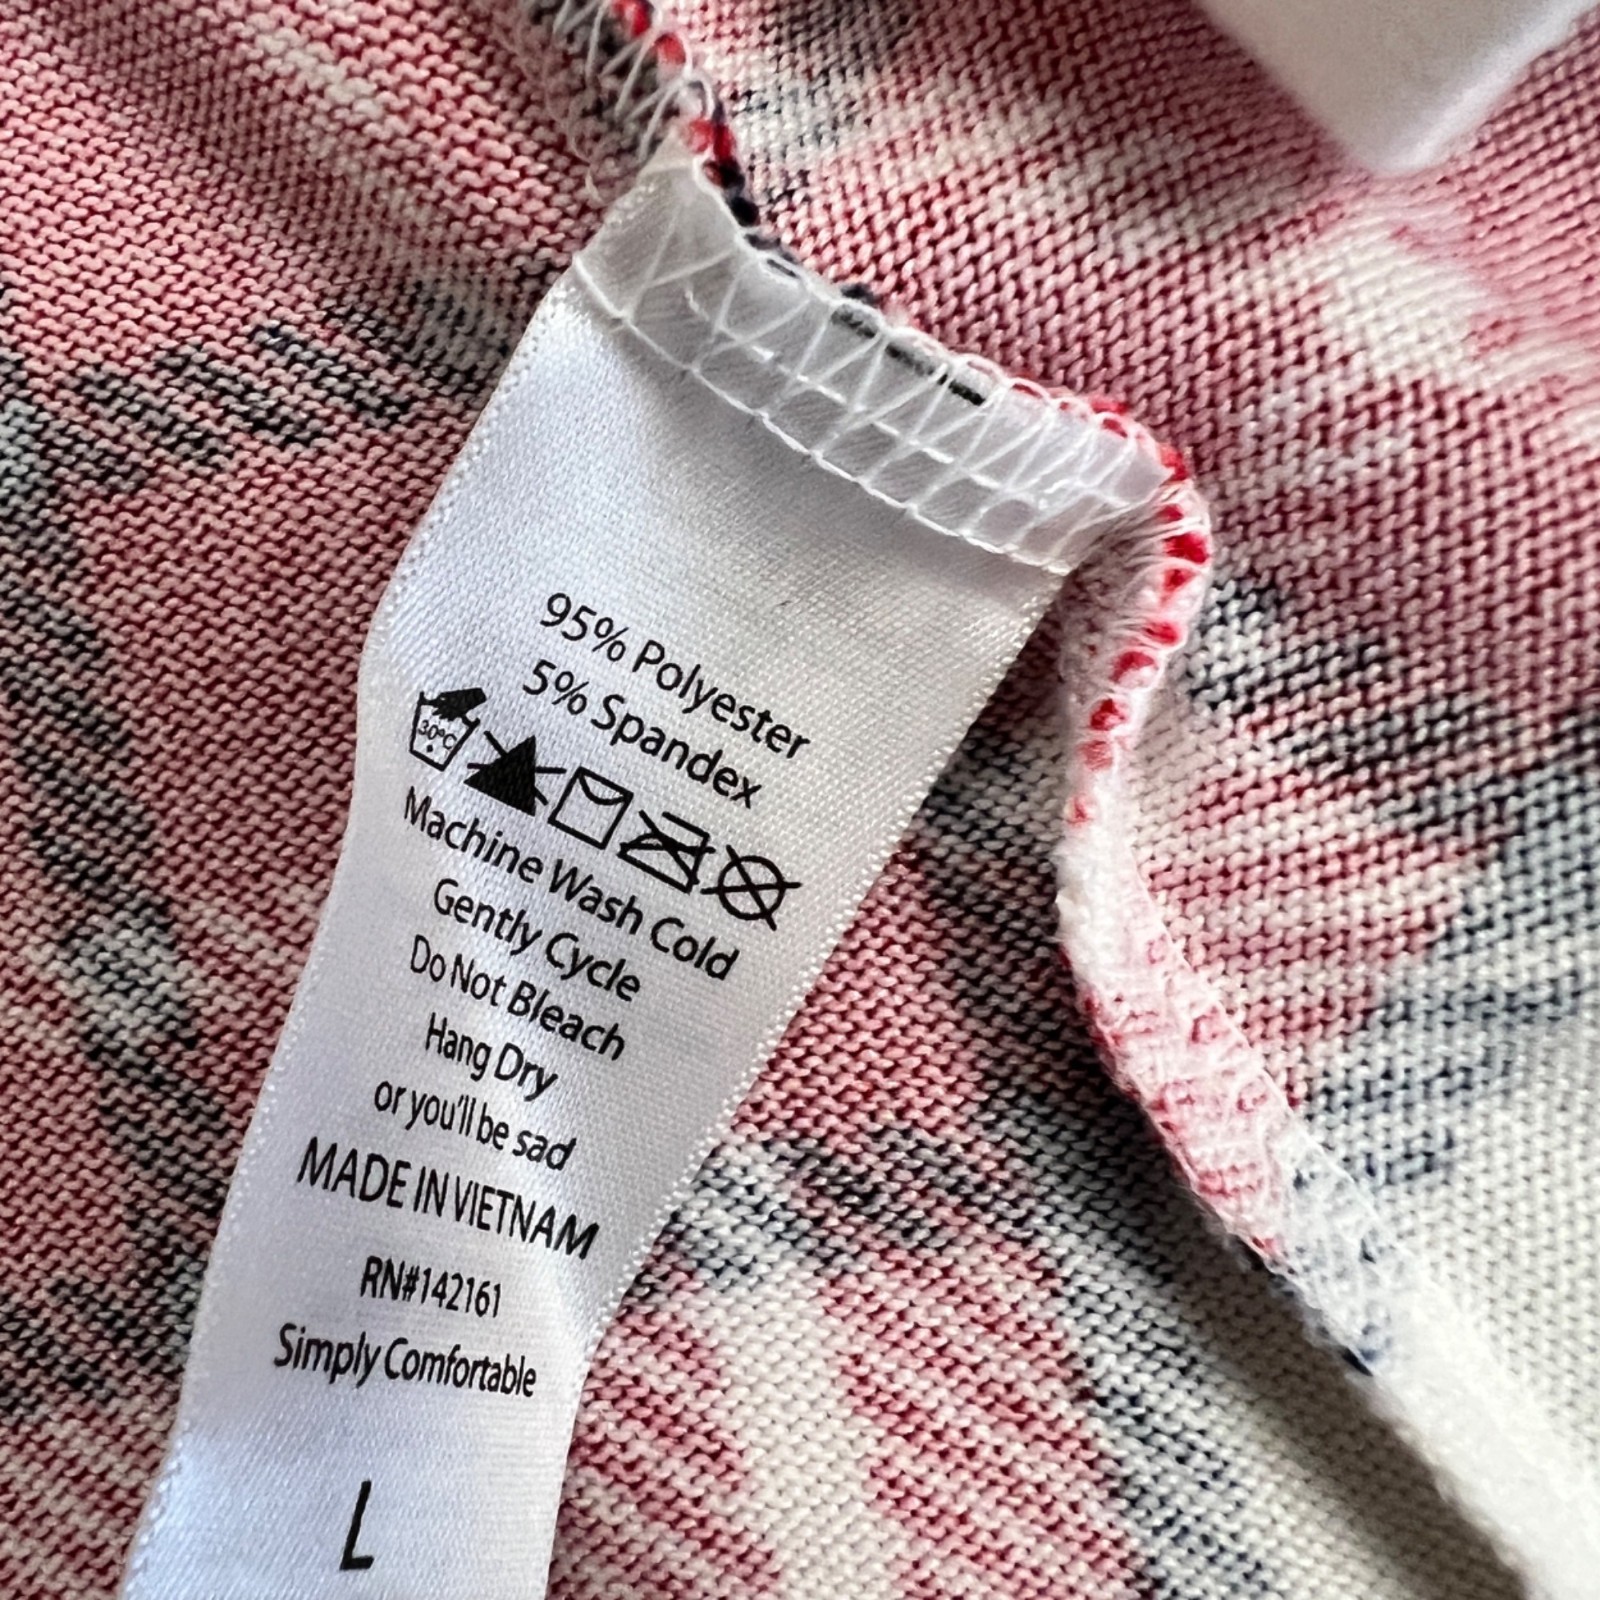 95% Polyester
5% Spandex
30°C
Machine Wash Cold
Gently Cycle
Do Not Bleach
Hang Dry
or you'll be sad
MADE IN VIETNAM
RN#142161
Simply Comfortable
L